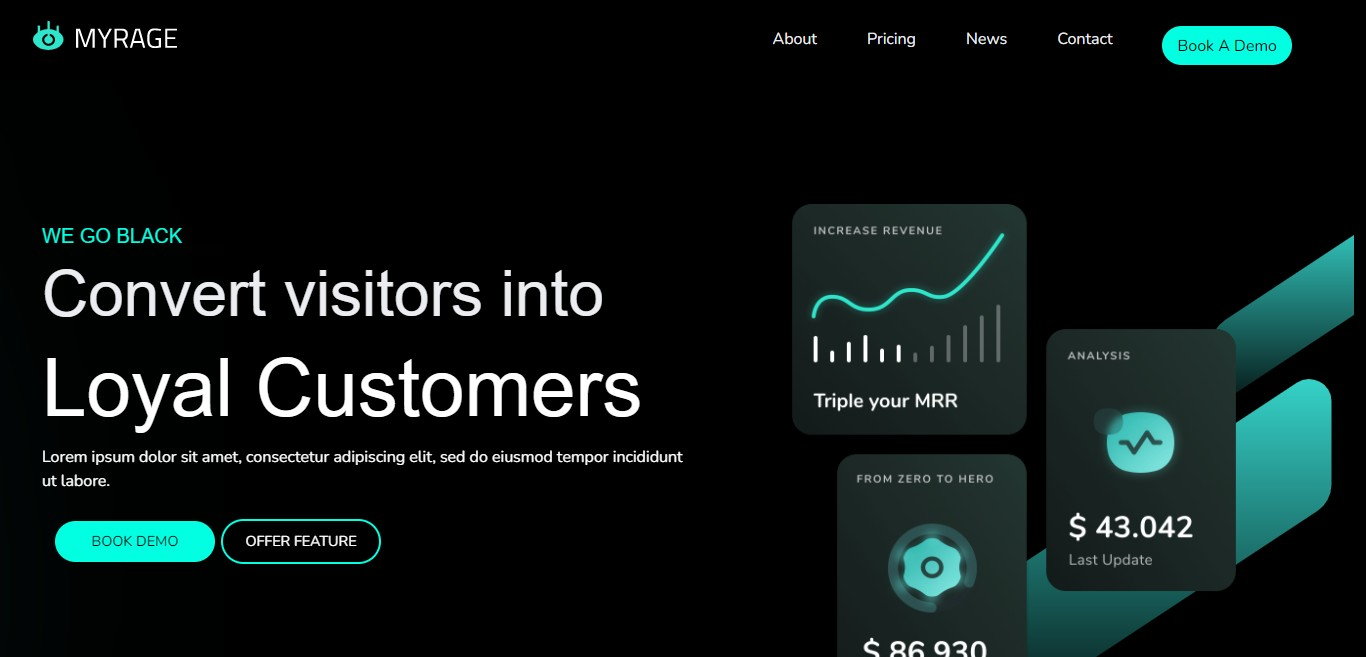 MYRAGE
About
Pricing
News
Contact
Book A Demo
WE GO BLACK
Convert visitors into
Loyal Customers
Lorem ipsum dolor sit amet, consectetur adipiscing elit, sed do eiusmod tempor incididunt
ut labore.
BOOK DEMO
OFFER FEATURE
INCREASE REVENUE
Triple your MRR
ANALYSIS
$ 43.042
Last Update
FROM ZERO TO HERO
$ 86.930